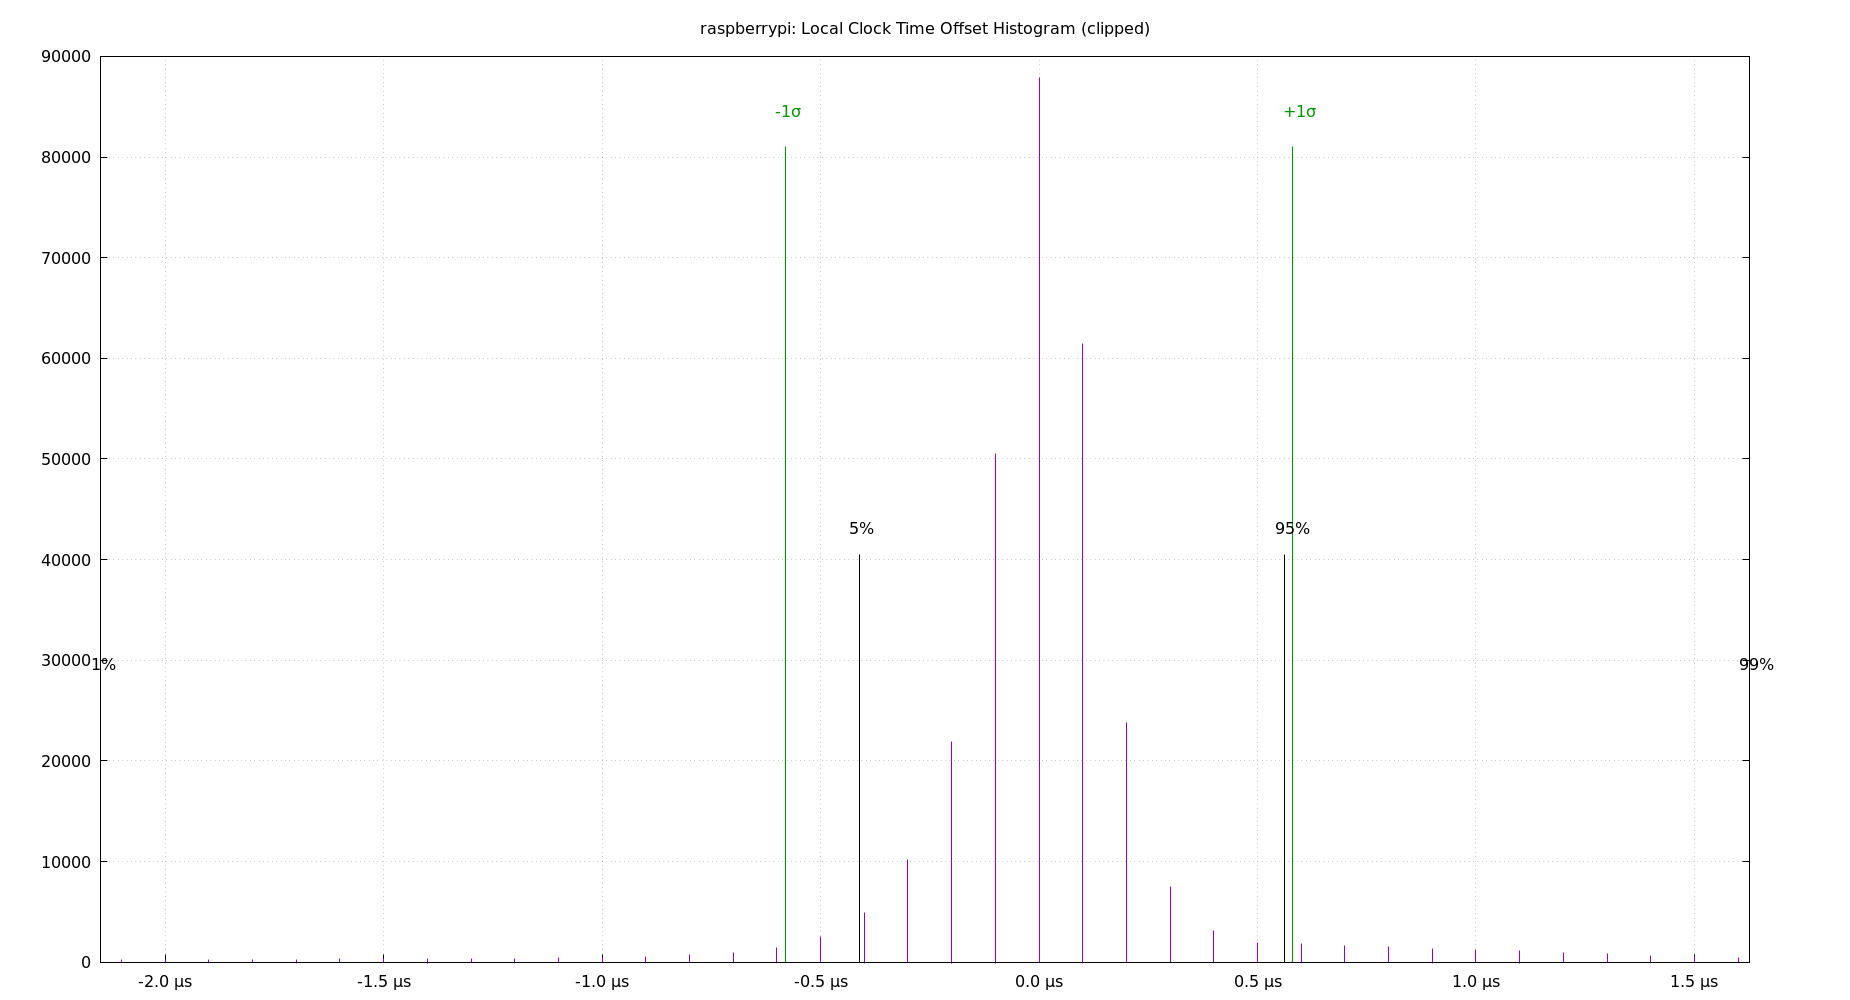 raspberrypi: Local Clock Time Offset Histogram (clipped)
90000
-1σ
+1σ
80000
70000
60000
50000
5%
95%
40000
30000
1%
99%
20000
10000
0
-2.0 µs
-1.5 µs
-1.0 µs
-0.5 µs
0.0 µs
0.5 µs
1.0 µs
1.5 µs